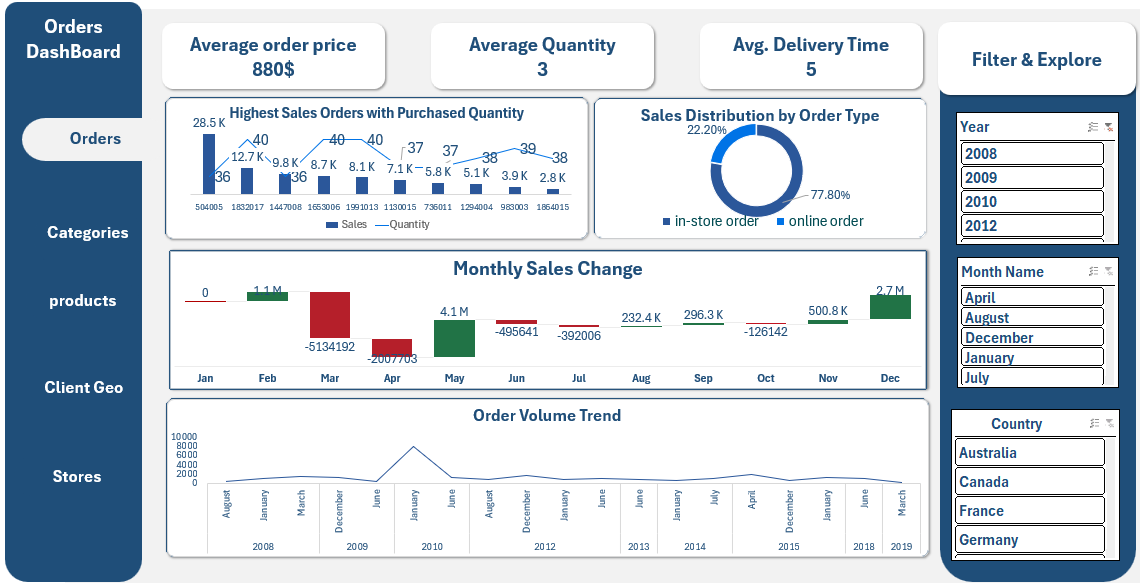 Orders
DashBoard
Orders
Categories
products
Client Geo
Stores
Average order price
880$
Average Quantity
3
Avg. Delivery Time
5
Highest Sales Orders with Purchased Quantity
28.5 K
12.7 K
9.8 K
8.7 K
8.1 K
7.1 K
5.8 K
5.1 K
3.9 K
2.8 K
36
40
36
40
40
37
37
38
39
38
504005 1832017 1447008 1653006 1991013 1130015 736011 1294004 983003 1864015
Sales Quantity
Sales Distribution by Order Type
22.20%
77.80%
in-store order online order
Monthly Sales Change
0
1.1 M
-5134192
-2007703
4.1 M
-495641
-392006
232.4 K
296.3 K
-126142
500.8 K
2.7 M
Jan Feb Mar Apr May Jun Jul Aug Sep Oct Nov Dec
Order Volume Trend
10000
8000
6000
4000
2000
0
August January March December June January June August December January June June January July April December January June March
2008 2009 2010 2012 2013 2014 2015 2018 2019
Filter & Explore
Year
2008
2009
2010
2012
Month Name
April
August
December
January
July
Country
Australia
Canada
France
Germany